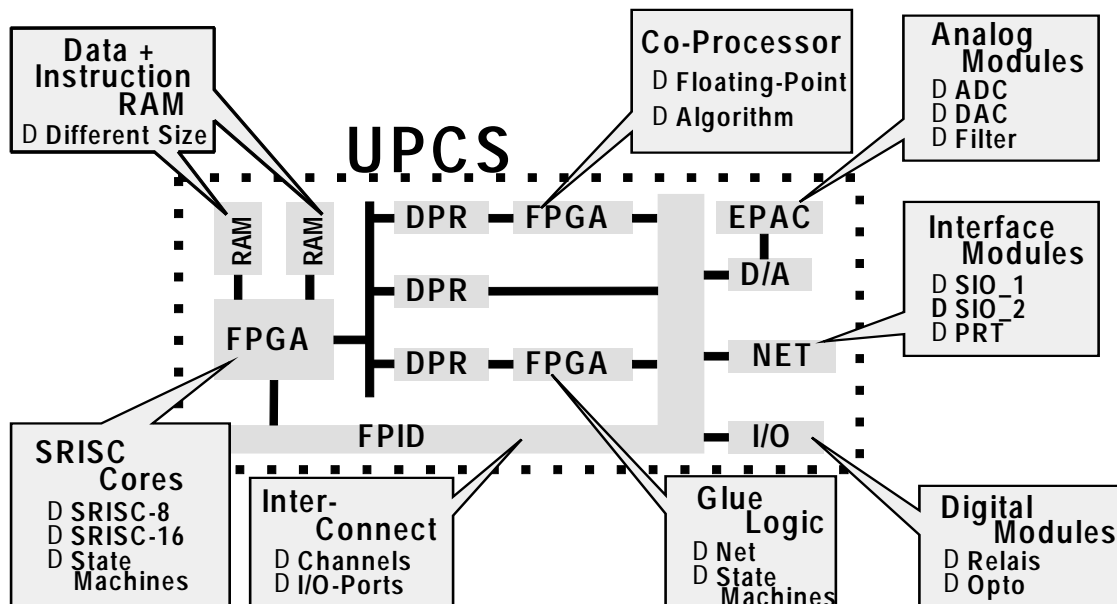 Data +
Instruction
RAM
D Different Size
UPCS
Co-Processor
D Floating-Point
D Algorithm
Analog
Modules
D ADC
D DAC
D Filter
RAM
RAM
DPR
FPGA
EPAC
D/A
DPR
FPGA
DPR
FPGA
NET
Interface
Modules
D SIO_1
D SIO_2
D PRT
FPID
I/O
SRISC
Cores
D SRISC-8
D SRISC-16
D State
Machines
Inter-
Connect
D Channels
D I/O-Ports
Glue
Logic
D Net
D State
Machines
Digital
Modules
D Relais
D Opto